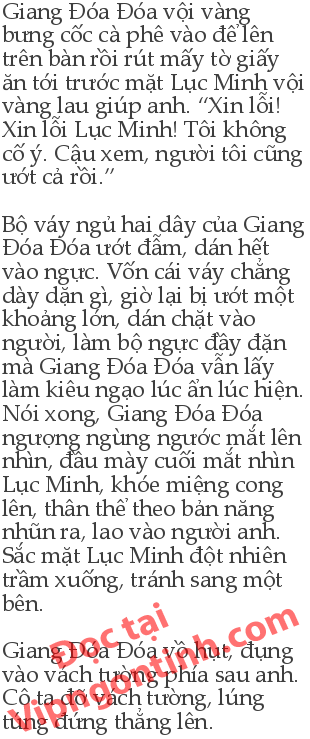 Giang Đóa Đóa vội vàng
bưng cốc cà phê vào để lên
trên bàn rồi rút mấy tờ giấy
ăn tới trước mặt Lục Minh vội
vàng lau giúp anh. “Xin lỗi!
Xin lỗi Lục Minh! Tôi không
cố ý. Cậu xem, người tôi cũng
ướt cả rồi.”
Bộ váy ngủ hai dây của Giang
Đóa Đóa ướt đẫm, dán hết
vào ngực. Vốn cái váy chẳng
dày dặn gì, giờ lại bị ướt một
khoảng lớn, dán chặt vào
người, làm bộ ngực đầy đặn
mà Giang Đóa Đóa vẫn lấy
làm kiêu ngạo lúc ẩn lúc hiện.
Nói xong, Giang Đóa Đóa
ngượng ngùng ngước mắt lên
nhìn, đầu mày cuối mắt nhìn
Lục Minh, khóe miệng cong
lên, thân thể theo bản năng
nhũn ra, lao vào người anh.
Sắc mặt Lục Minh đột nhiên
trầm xuống, tránh sang một
bên.
Giang Đóa Đóa vồ hụt, đụng
vào vách tường phía sau anh.
Cô ta đỡ vách tường, lúng
túng đứng thẳng lên.
Đọc tại
Vipngontinh.com